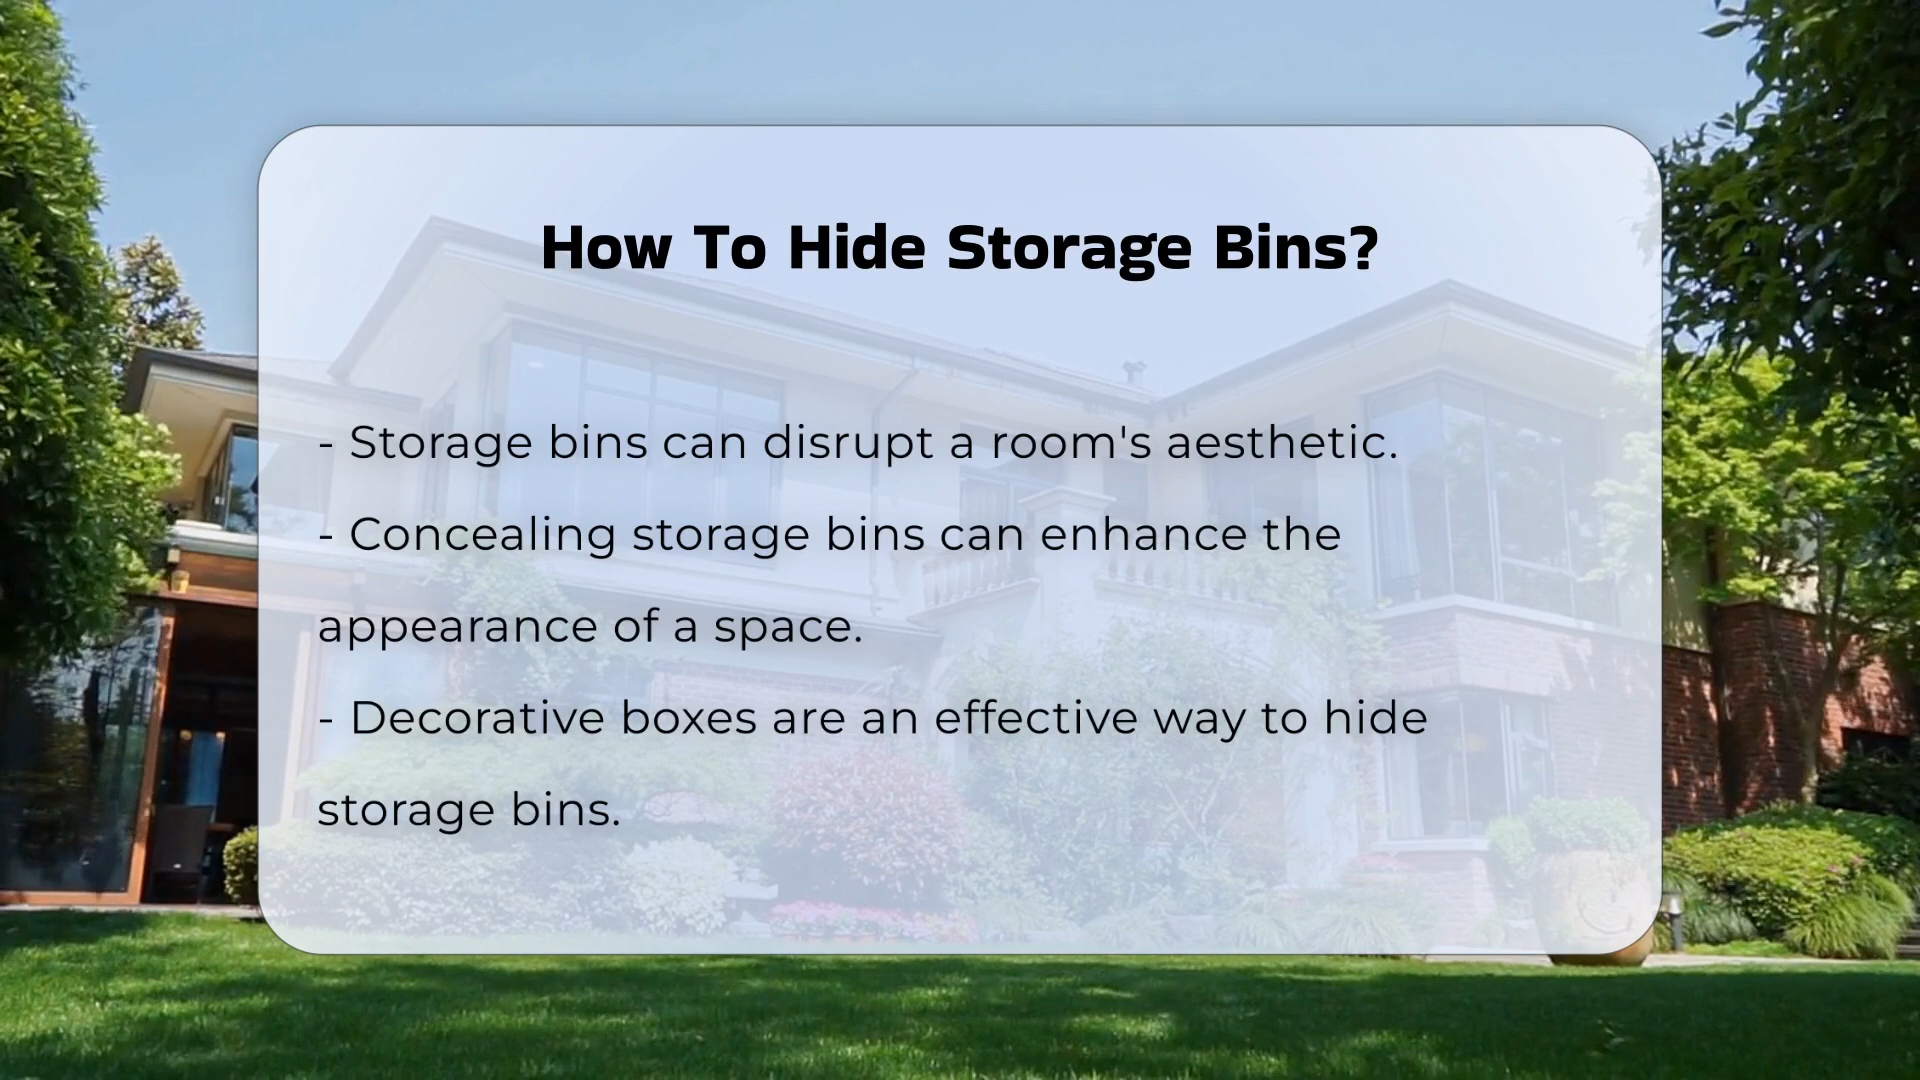 How To Hide Storage Bins?
- Storage bins can disrupt a room's aesthetic.
- Concealing storage bins can enhance the
appearance of a space.
- Decorative boxes are an effective way to hide
storage bins.